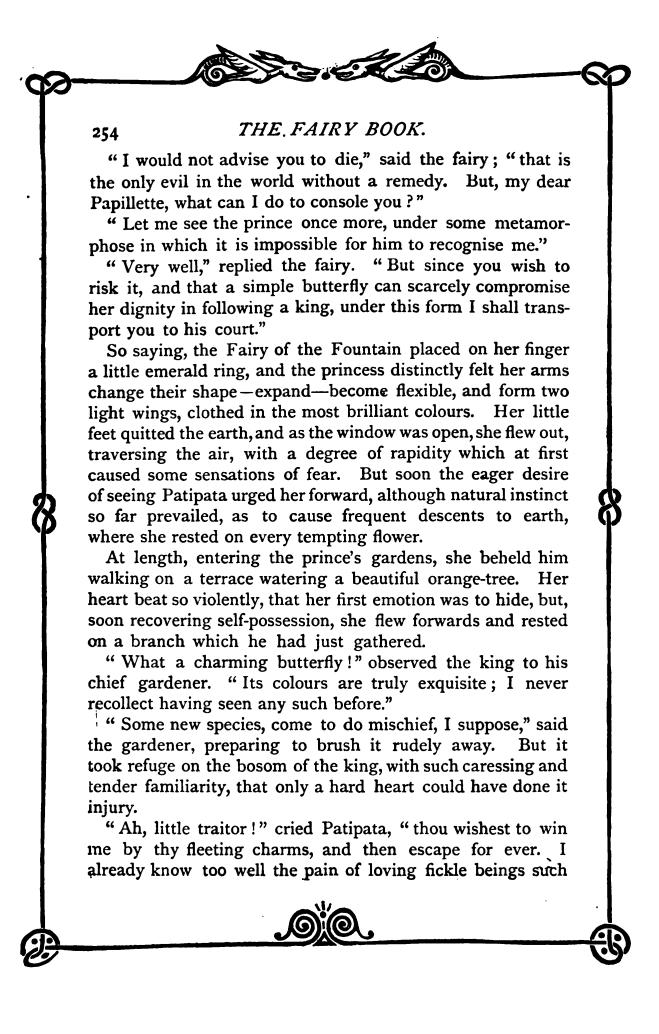 254
THE FAIRY BOOK.
“ I would not advise you to die,” said the fairy ; “ that is
the only evil in the world without a remedy. But, my dear
Papillette, what can I do to console you ? ”
“ Let me see the prince once more, under some metamor-
phose in which it is impossible for him to recognise me.”
“ Very well,” replied the fairy. “ But since you wish to
risk it, and that a simple butterfly can scarcely compromise
her dignity in following a king, under this form I shall trans-
port you to his court.”
So saying, the Fairy of the Fountain placed on her finger
a little emerald ring, and the princess distinctly felt her arms
change their shape—expand—become flexible, and form two
light wings, clothed in the most brilliant colours. Her little
feet quitted the earth, and as the window was open, she flew out,
traversing the air, with a degree of rapidity which at first
caused some sensations of fear. But soon the eager desire
of seeing Patipata urged her forward, although natural instinct
so far prevailed, as to cause frequent descents to earth,
where she rested on every tempting flower.
At length, entering the prince’s gardens, she beheld him
walking on a terrace watering a beautiful orange-tree. Her
heart beat so violently, that her first emotion was to hide, but,
soon recovering self-possession, she flew forwards and rested
on a branch which he had just gathered.
“ What a charming butterfly ! ” observed the king to his
chief gardener. “ Its colours are truly exquisite ; I never
recollect having seen any such before.”
“ Some new species, come to do mischief, I suppose,” said
the gardener, preparing to brush it rudely away. But it
took refuge on the bosom of the king, with such caressing and
tender familiarity, that only a hard heart could have done it
injury.
“ Ah, little traitor ! ” cried Patipata, “ thou wishest to win
me by thy fleeting charms, and then escape for ever. I
already know too well the pain of loving fickle beings such